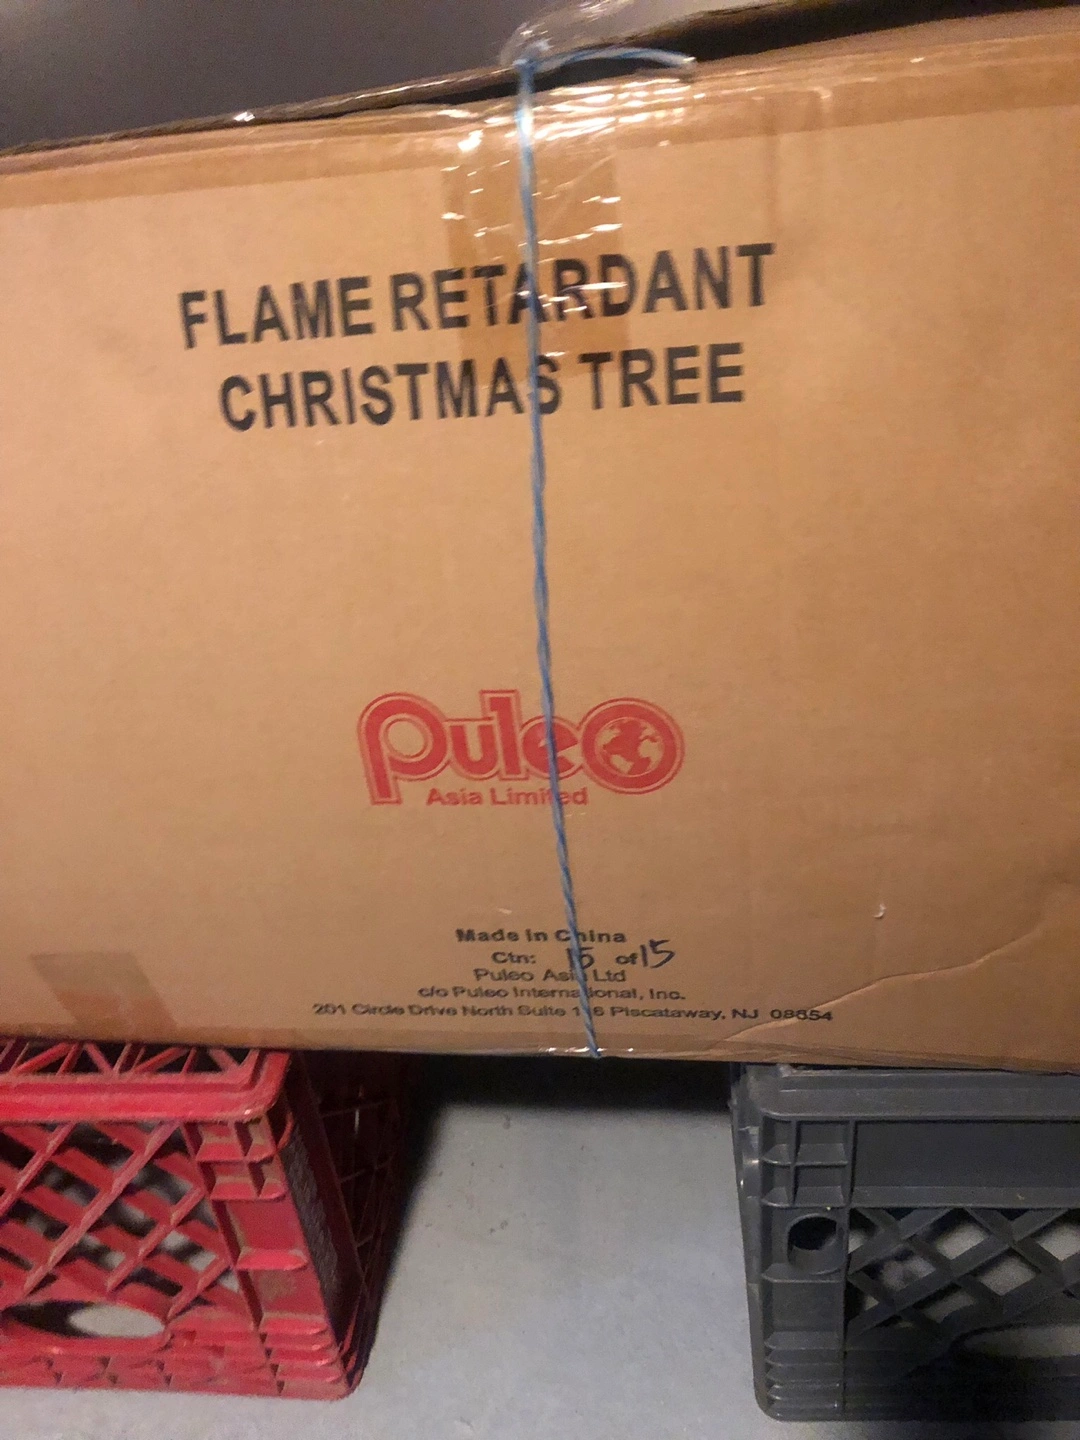 FLAME RETARDANT
CHRISTMAS TREE
Puleo
Asia Limited
Made in China
Ctn: 15 of 15
Puleo Asia Ltd
c/o Puleo International, Inc.
201 Circle Drive North Suite 116 Piscataway, NJ 08854